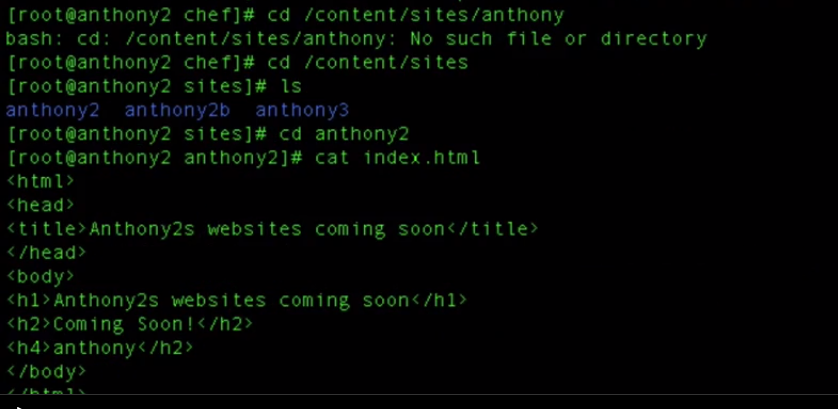 [root@anthony2 chef]# cd /content/sites/anthony
bash: cd: /content/sites/anthony: No such file or directory
[root@anthony2 chef]# cd /content/sites
[root@anthony2 sites]# ls
anthony2  anthony2b  anthony3
[root@anthony2 sites]# cd anthony2
[root@anthony2 anthony2]# cat index.html
<html>
<head>
<title>Anthony2s websites coming soon</title>
</head>
<body>
<h1>Anthony2s websites coming soon</h1>
<h2>Coming Soon!</h2>
<h4>anthony</h2>
</body>
</html>